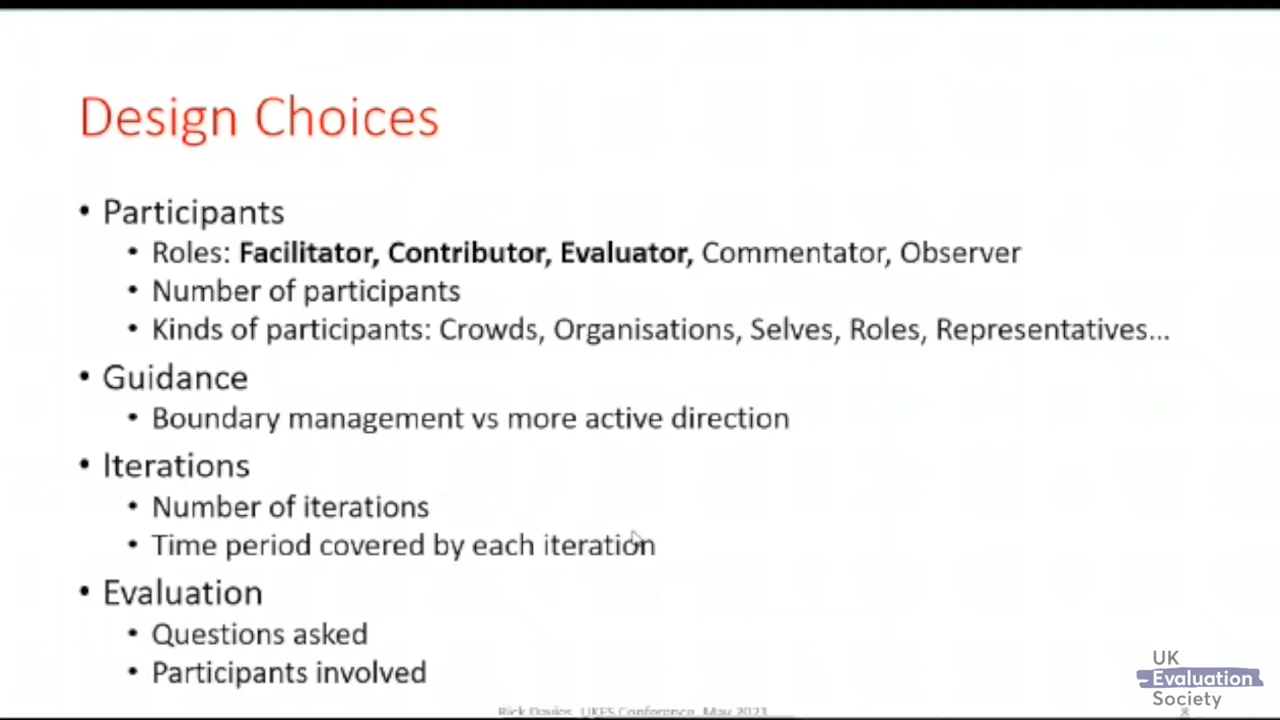 Design Choices
• Participants
• Roles: Facilitator, Contributor, Evaluator, Commentator, Observer
• Number of participants
• Kinds of participants: Crowds, Organisations, Selves, Roles, Representatives...
• Guidance
• Boundary management vs more active direction
• Iterations
• Number of iterations
• Time period covered by each iteration
• Evaluation
• Questions asked
• Participants involved
UK
Evaluation
Society
Rick Davies, UKES Conference, May 2021